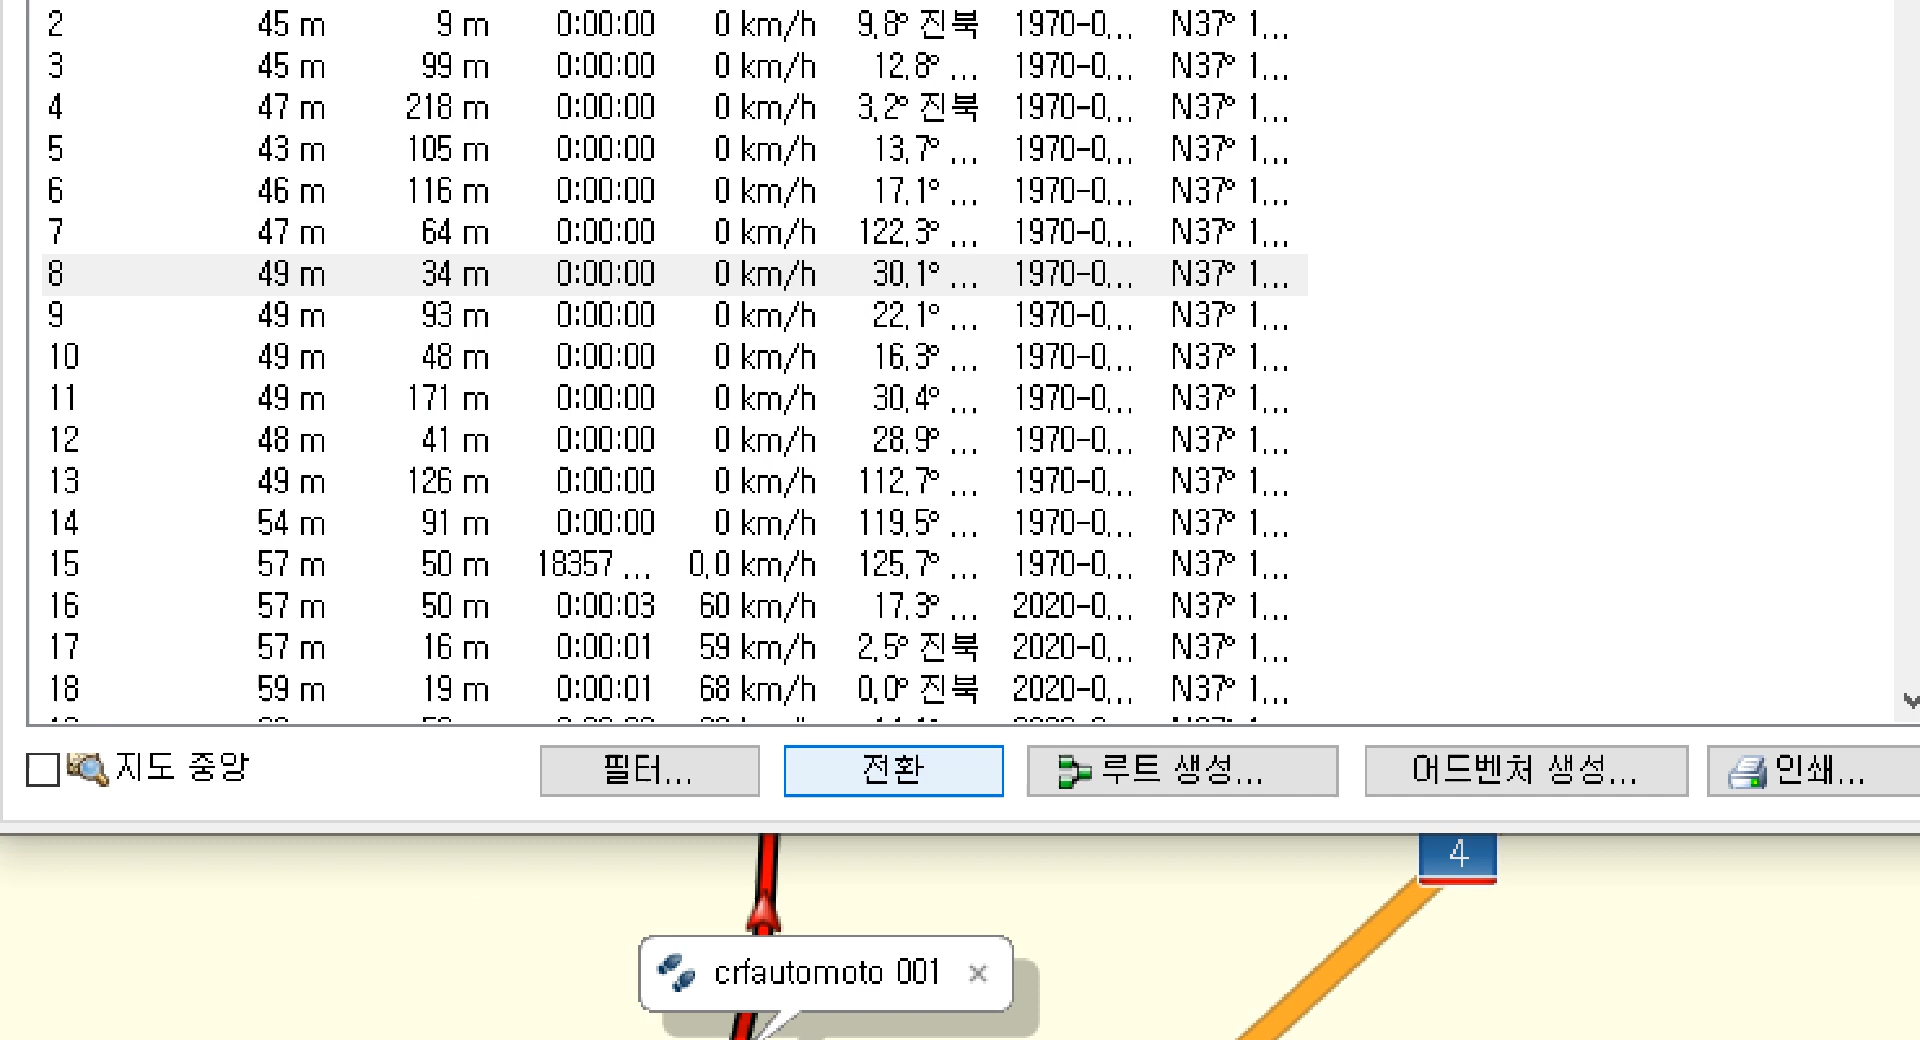 2 45 m 9 m 0:00:00 0 km/h 9,8° 진북 1970-0... N37° 1...
3 45 m 99 m 0:00:00 0 km/h 12,8° ... 1970-0... N37° 1...
4 47 m 218 m 0:00:00 0 km/h 3,2° 진북 1970-0... N37° 1...
5 43 m 105 m 0:00:00 0 km/h 13,7° ... 1970-0... N37° 1...
6 46 m 116 m 0:00:00 0 km/h 17,1° ... 1970-0... N37° 1...
7 47 m 64 m 0:00:00 0 km/h 122,3° ... 1970-0... N37° 1...
8 49 m 34 m 0:00:00 0 km/h 30,1° ... 1970-0... N37° 1...
9 49 m 93 m 0:00:00 0 km/h 22,1° ... 1970-0... N37° 1...
10 49 m 48 m 0:00:00 0 km/h 16,3° ... 1970-0... N37° 1...
11 49 m 171 m 0:00:00 0 km/h 30,4° ... 1970-0... N37° 1...
12 48 m 41 m 0:00:00 0 km/h 28,9° ... 1970-0... N37° 1...
13 49 m 126 m 0:00:00 0 km/h 112,7° ... 1970-0... N37° 1...
14 54 m 91 m 0:00:00 0 km/h 119,5° ... 1970-0... N37° 1...
15 57 m 50 m 18357 ... 0,0 km/h 125,7° ... 1970-0... N37° 1...
16 57 m 50 m 0:00:03 60 km/h 17,3° ... 2020-0... N37° 1...
17 57 m 16 m 0:00:01 59 km/h 2,5° 진북 2020-0... N37° 1...
18 59 m 19 m 0:00:01 68 km/h 0,0° 진북 2020-0... N37° 1...
지도 중앙 필터... 전환 루트 생성... 어드벤처 생성... 인쇄...
4
crfautomoto 001 ×